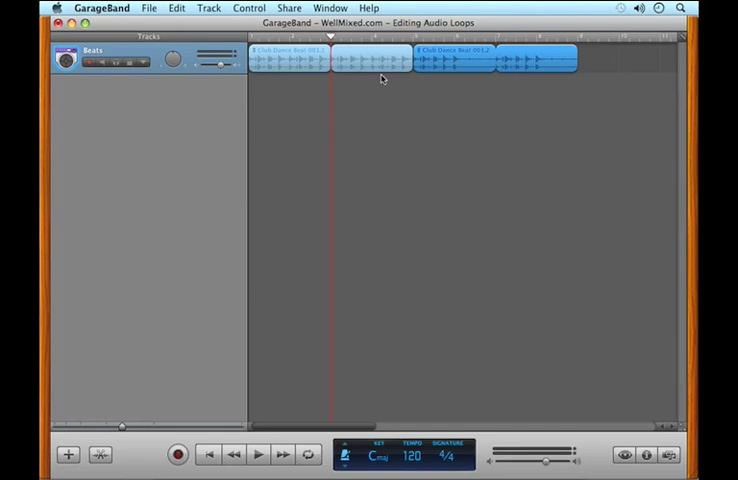 GarageBand File Edit Track Control Share Window Help
GarageBand - WellMixed.com - Editing Audio Loops
Tracks
Beats
Club Dance Beat 001.1
Club Dance Beat 001.2
KEY TEMPO SIGNATURE
Cmaj 120 4/4